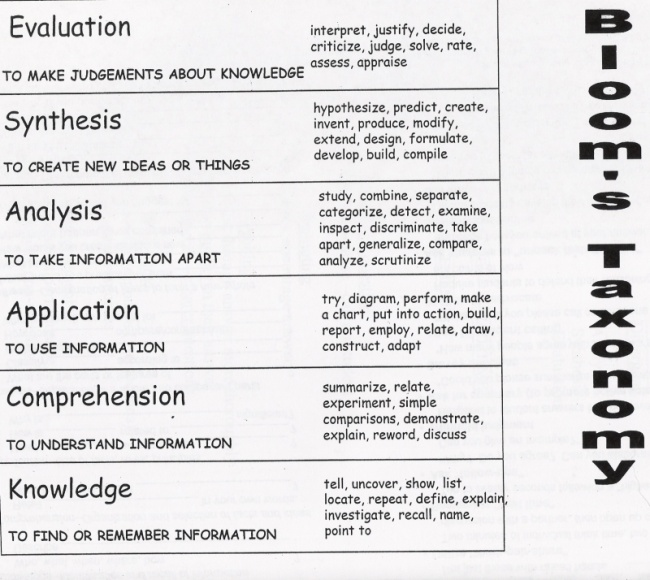 Evaluation
interpret, justify, decide,
criticize, judge, solve, rate,
assess, appraise
TO MAKE JUDGEMENTS ABOUT KNOWLEDGE
Synthesis
hypothesize, predict, create,
invent, produce, modify,
extend, design, formulate,
develop, build, compile
TO CREATE NEW IDEAS OR THINGS
Analysis
study, combine, separate,
categorize, detect, examine,
inspect, discriminate, take
apart, generalize, compare,
analyze, scrutinize
TO TAKE INFORMATION APART
Application
try, diagram, perform, make
a chart, put into action, build,
report, employ, relate, draw,
construct, adapt
TO USE INFORMATION
Comprehension
summarize, relate,
experiment, simple
comparisons, demonstrate,
explain, reword, discuss
TO UNDERSTAND INFORMATION
Knowledge
tell, uncover, show, list,
locate, repeat, define, explain,
investigate, recall, name,
point to
TO FIND OR REMEMBER INFORMATION
Bloom's Taxonomy